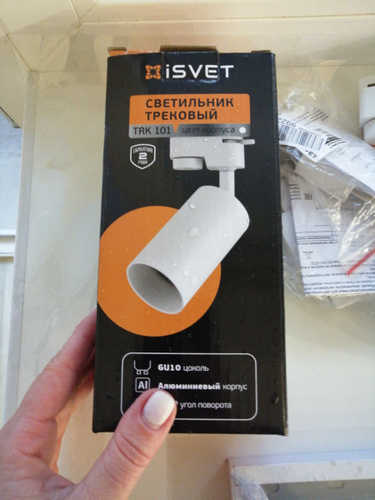 iSVET
СВЕТИЛЬНИК
ТРЕКОВЫЙ
TRK 101 цвет корпуса
ГАРАНТИЯ
2
ГОДА
GU10 цоколь
Al Алюминиевый корпус
угол поворота